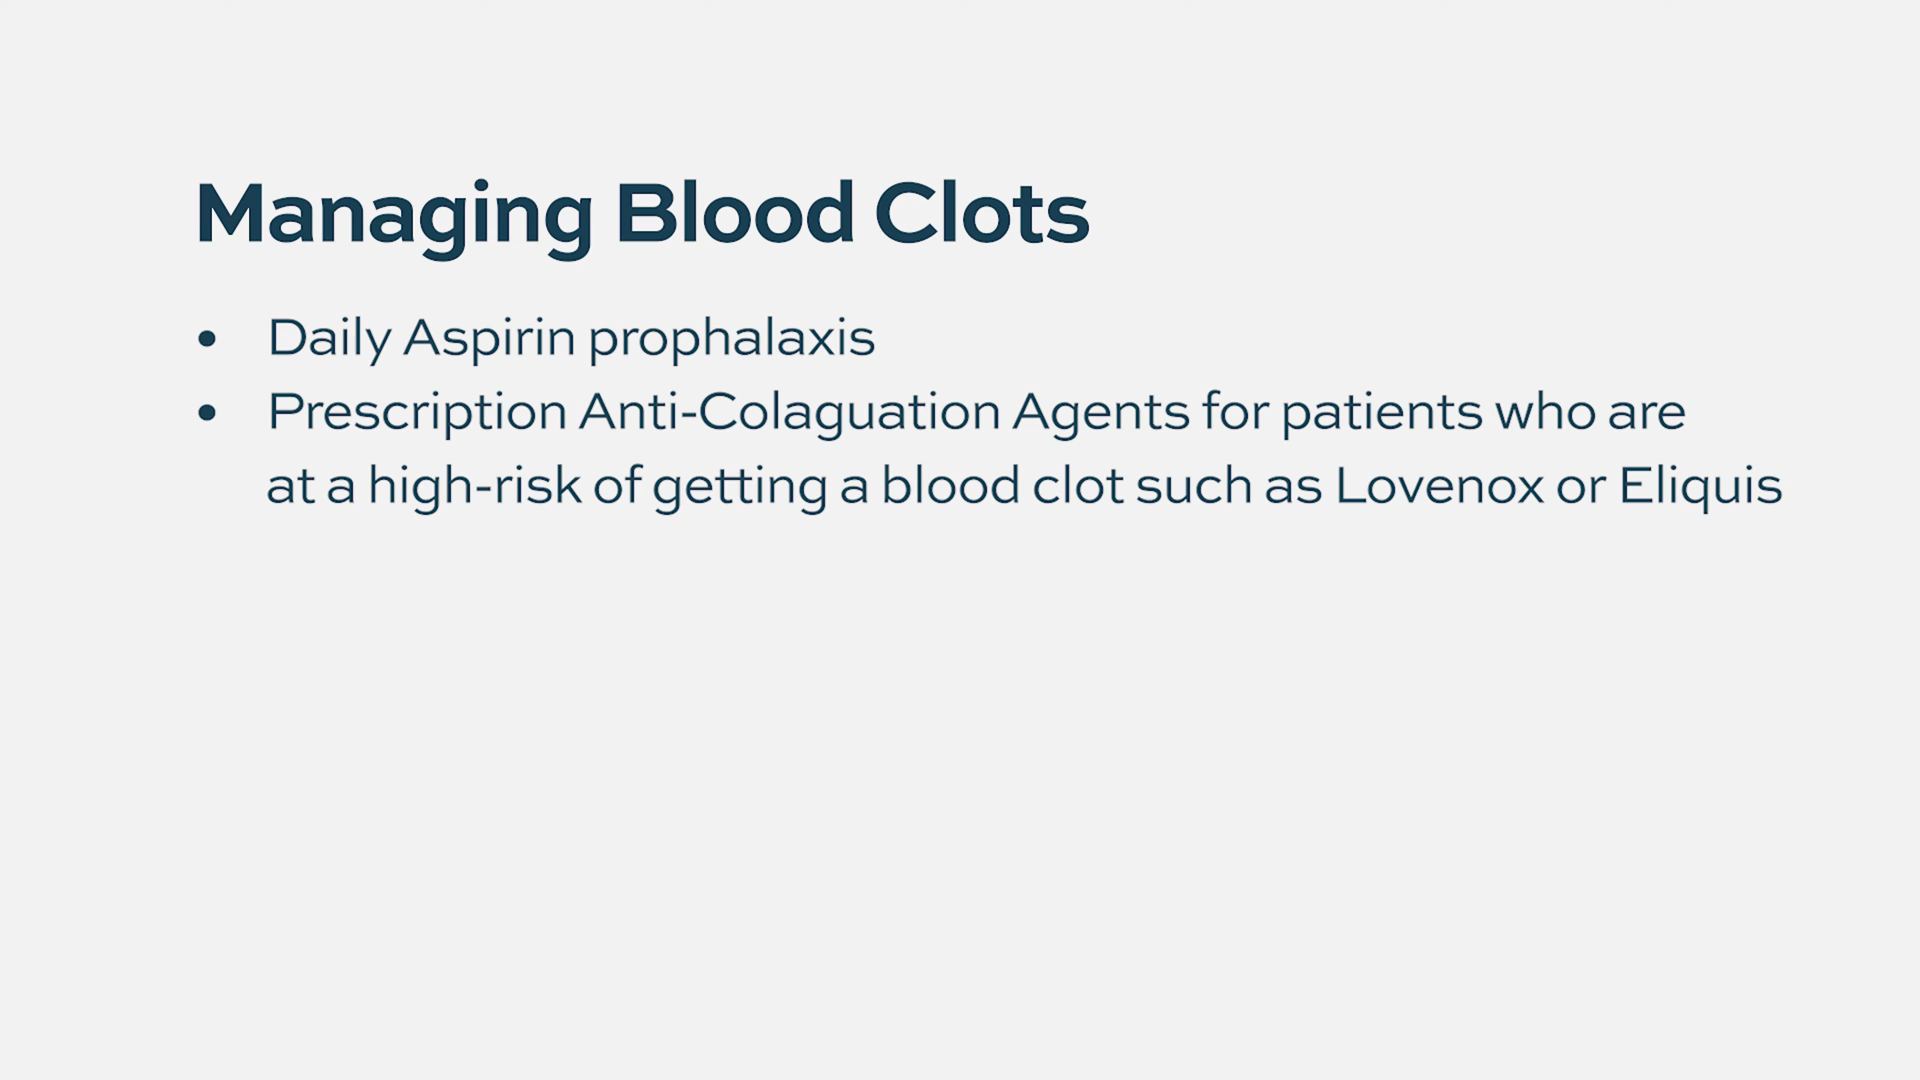 Managing Blood Clots
• Daily Aspirin prophalaxis
• Prescription Anti-Colaguation Agents for patients who are
at a high-risk of getting a blood clot such as Lovenox or Eliquis